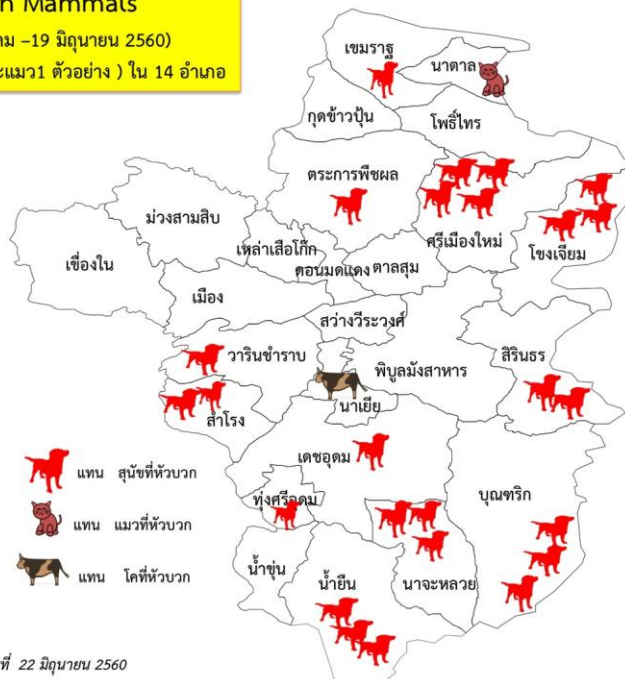 Mammals
–19 มิถุนายน 2560)
ะแมว1 ตัวอย่าง ) ใน 14 อำเภอ
เขมราฐ
นาตาล
กุดข้าวปุ้น
โพธิ์ไทร
ตระการพืชผล
ม่วงสามสิบ
ศรีเมืองใหม่
โขงเจียม
เขื่องใน
เหล่าเสือโก๊ก
ดอนมดแดง
ตาลสุม
เมือง
สว่างวีระวงศ์
วารินชำราบ
พิบูลมังสาหาร
สิรินธร
นาเยีย
สำโรง
เดชอุดม
ทุ่งศรีอุดม
บุณฑริก
น้ำขุ่น
น้ำยืน
นาจะหลวย
แทน สุนัขที่หัวบวก
แทน แมวที่หัวบวก
แทน โคที่หัวบวก
ที่ 22 มิถุนายน 2560